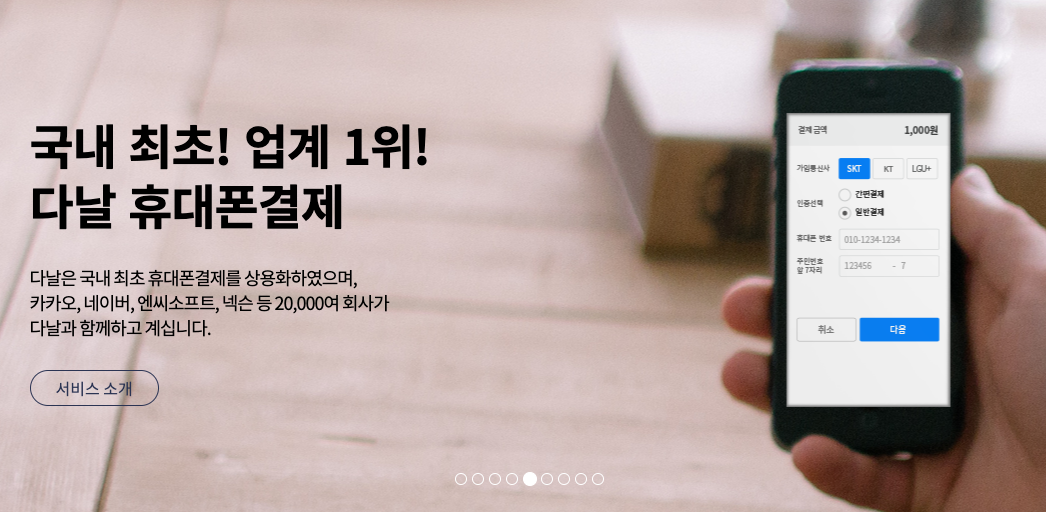 국내 최초! 업계 1위!
다날 휴대폰결제
다날은 국내 최초 휴대폰결제를 상용화하였으며,
카카오, 네이버, 엔씨소프트, 넥슨 등 20,000여 회사가
다날과 함께하고 계십니다.
서비스 소개
결제 금액 1,000원
가입통신사 SKT KT LGU+
인증선택 간편결제
일반결제
휴대폰 번호 010-1234-1234
주민번호
앞 7자리 123456 - 7
취소 다음